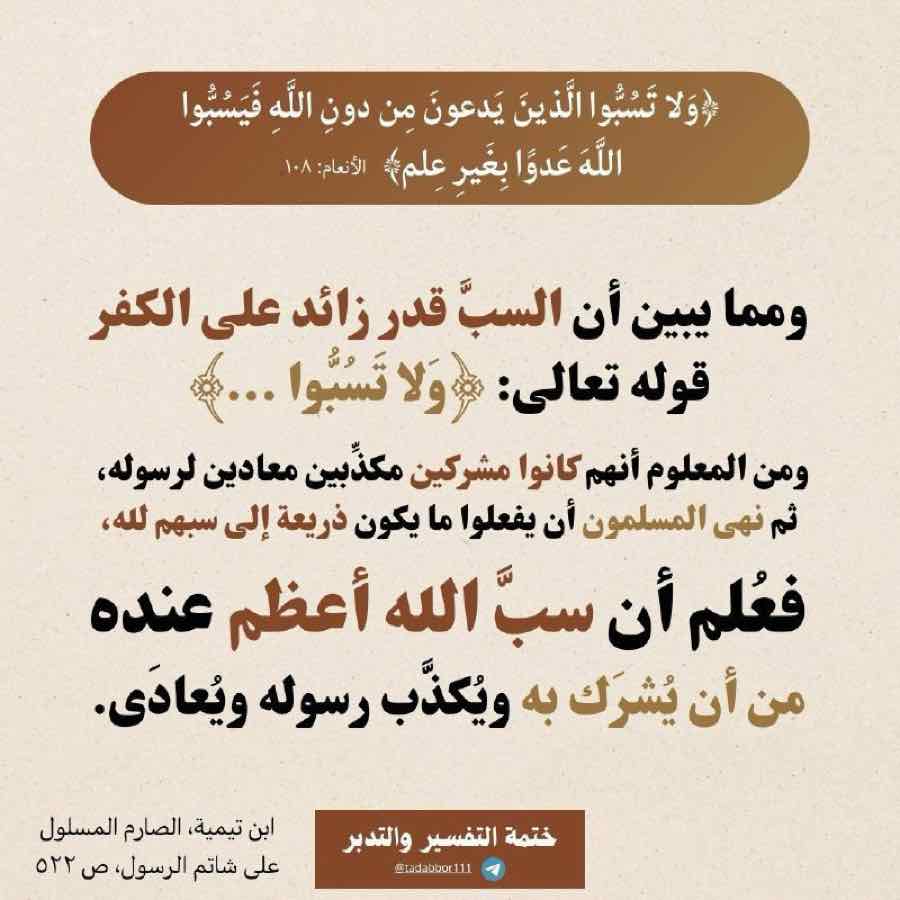 ﴿وَلا تَسُبُّوا الَّذينَ يَدعونَ مِن دونِ اللَّهِ فَيَسُبُّوا
اللَّهَ عَدوًا بِغَيرِ عِلم﴾ الأنعام: ١٠٨
ومما يبين أن السبَّ قدر زائد على الكفر
قوله تعالى: ﴿وَلا تَسُبُّوا ...﴾
ومن المعلوم أنهم كانوا مشركين مكذِّبين معادين لرسوله،
ثم نهى المسلمون أن يفعلوا ما يكون ذريعة إلى سبهم لله،
فعُلم أن سبَّ الله أعظم عنده
من أن يُشرَك به ويُكذَّب رسوله ويُعادَى.
ختمة التفسير والتدبر
@tadabbor111
ابن تيمية، الصارم المسلول
على شاتم الرسول، ص ٥٢٢